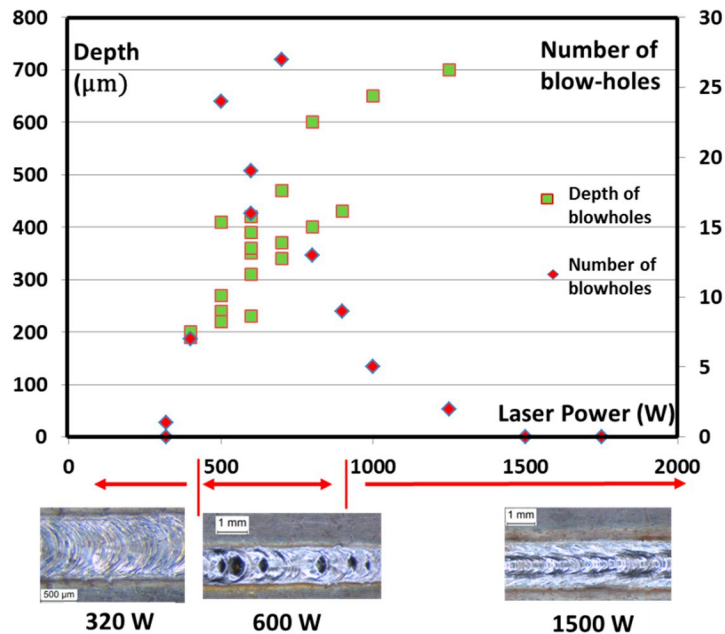 800
700
600
500
400
300
200
100
0
Depth
(μm)
Number of
blow-holes
30
25
20
15
10
5
0
Depth of
blowholes
Number of
blowholes
Laser Power (W)
0 500 1000 1500 2000
500 μm
1 mm
1 mm
320 W
600 W
1500 W